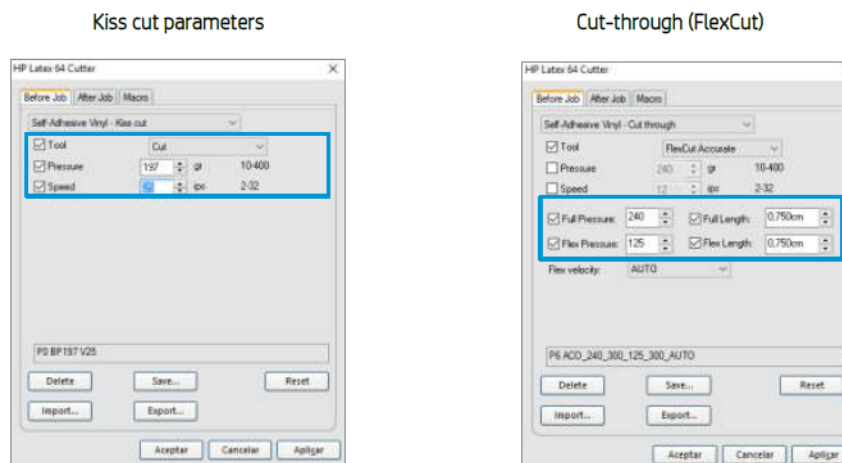 Kiss cut parameters
HP Latex 64 Cutter
Before Job After Job Macro
Self-Adhesive Vinyl - Kiss cut
Tool Cut
Pressure 197 gr 10-400
Speed ips 2-32
P0 BP197 V25
Delete Save... Reset
Import... Export...
Aceptar Cancelar Aplicar
Cut-through (FlexCut)
HP Latex 64 Cutter
Before Job After Job Macro
Self-Adhesive Vinyl - Cut through
Tool FlexCut Accurate
Pressure 240 gr 10-400
Speed 12 ips 2-32
Full Pressure: 240 Full Length: 0,750cm
Flex Pressure: 125 Flex Length: 0,750cm
Flex velocity: AUTO
P6 ACO_240_300_125_300_AUTO
Delete Save... Reset
Import... Export...
Aceptar Cancelar Aplicar